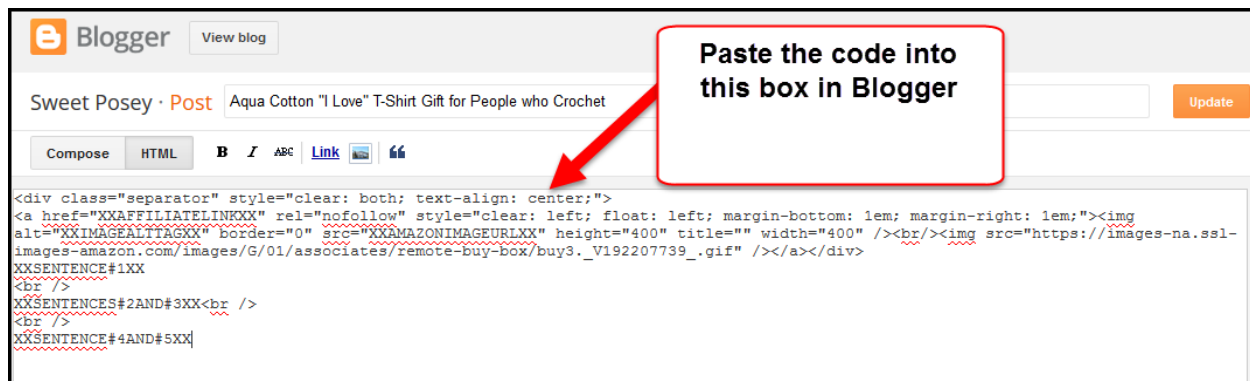 Blogger View blog
Paste the code into
this box in Blogger
Sweet Posey · Post Aqua Cotton "I Love" T-Shirt Gift for People who Crochet Update
Compose HTML B I ABC Link
<div class="separator" style="clear: both; text-align: center;">
<a href="XXAFFILIATELINKXX" rel="nofollow" style="clear: left; float: left; margin-bottom: 1em; margin-right: 1em;"><img
alt="XXIMAGEALTTAGXX" border="0" src="XXAMAZONIMAGEURLXX" height="400" title="" width="400" /><br/><img src="https://images-na.ssl-
images-amazon.com/images/G/01/associates/remote-buy-box/buy3._V192207739_.gif" /></a></div>
XXSENTENCE#1XX
<br />
XXSENTENCES#2AND#3XX<br />
<br />
XXSENTENCE#4AND#5XX